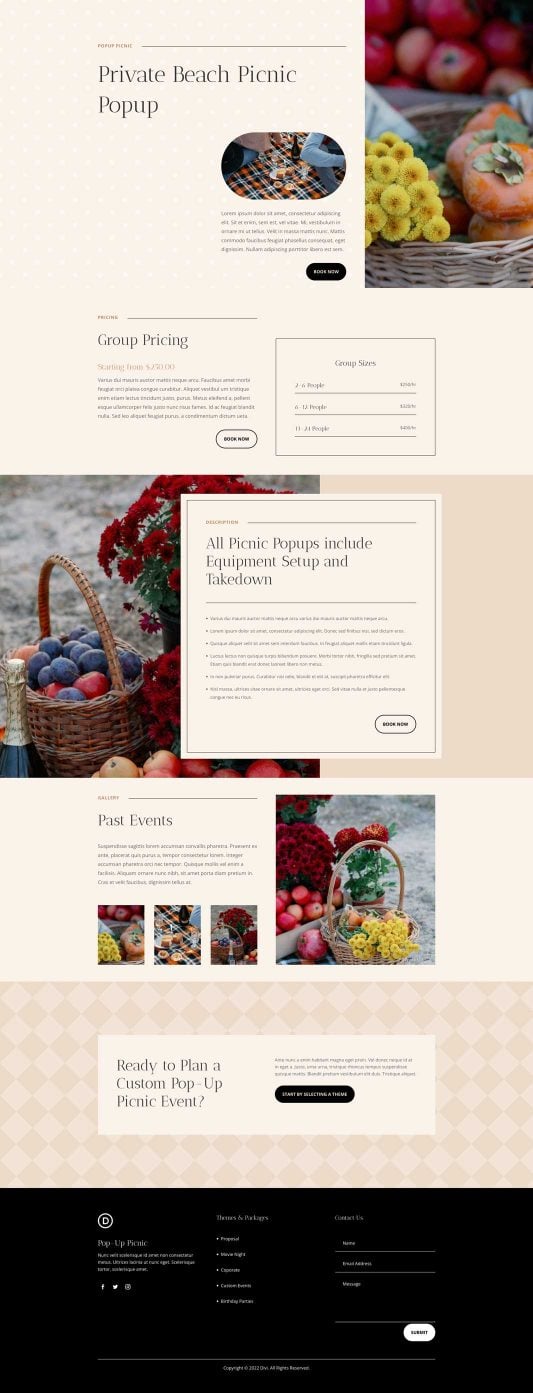 POPUP PICNIC
Private Beach Picnic
Popup
Lorem ipsum dolor sit amet, consectetur adipiscing
elit. Sit et enim, sem est, vel vitae. Mi, vestibulum in
ornare mi ut tellus. Velit in massa mattis nunc. Mattis
commodo faucibus feugiat phasellus consequat, eget
dignissim. Nullam adipiscing porttitor libero est sem.
BOOK NOW
PRICING
Group Pricing
Starting from $250.00
Varius dui mauris auctor mattis neque arcu. Faucibus amet morbi
feugiat orci platea congue curabitur. Aliquet vestibul um tristique
enim etiam lectus tincidunt justo, purus. Metus eleifend a, pellent
esque ullamcorper felis justo nunc risus fames. Id ac feugiat blandit
nulla. Sed leo aliquet feugiat purus, a condimentum dictum ueta.
BOOK NOW
Group Sizes
2-6 People $250/hr
6-12 People $320/hr
13-24 People $400/hr
DESCRIPTION
All Picnic Popups include
Equipment Setup and
Takedown
Varius dui mauris auctor mattis neque arcu varius dui mauris auctor mattis neque arcu.
Lorem ipsum dolor sit amet, consectetur adipiscing elit. Donec sed finibus nisi, sed dictum eros.
Quisque aliquet velit sit amet sem interdum faucibus. In feugiat aliquet mollis etiam tincidunt ligula.
Luctus lectus non quisque turpis bibendum posuere. Morbi tortor nibh, fringilla sed pretium sit amet.
Etiam quis blandit erat donec laoreet libero non metus.
In non pulvinar purus. Curabitur nisi odio, blandit et elit at, suscipit pharetra efficitur elit.
Nisl massa, ultrices vitae ornare sit amet, ultricies eget orci. Sed vitae nulla et justo pellentesque
congue nec eu risus.
BOOK NOW
GALLERY
Past Events
Suspendisse sagittis lorem accumsan convallis pharetra. Praesent ex
ante, placerat quis purus a, tempor consectetur lorem. Integer
accumsan pharetra orci nec tempor. Quisque mollis vel enim a
facilisis. Aliquam ornare nunc nibh, sit amet porta diam pretium in.
Cras et velit faucibus, dignissim tellus at.
Ready to Plan a
Custom Pop-Up
Picnic Event?
Ante nunc a enim habitant magna eget proin. Val donec neque id at
in eget a. Justo, urna urna, tristique rhoncus tempus suspendisse
quisque mattis. Blandit pretium vestibulum elit duis. Tristique aliquet.
START BY SELECTING A THEME
D
Pop-Up Picnic
Nunc velit scelerisque id amet non consectetur
metus. Ultrices lacinia ut nunc eget. Scelerisque
tortor, scelerisque amet.
Themes & Packages
Proposal
Movie Night
Coporate
Custom Events
Birthday Parties
Contact Us
Name
Email Address
Message
SUBMIT
Copyright © 2022 Divi. All Rights Reserved.